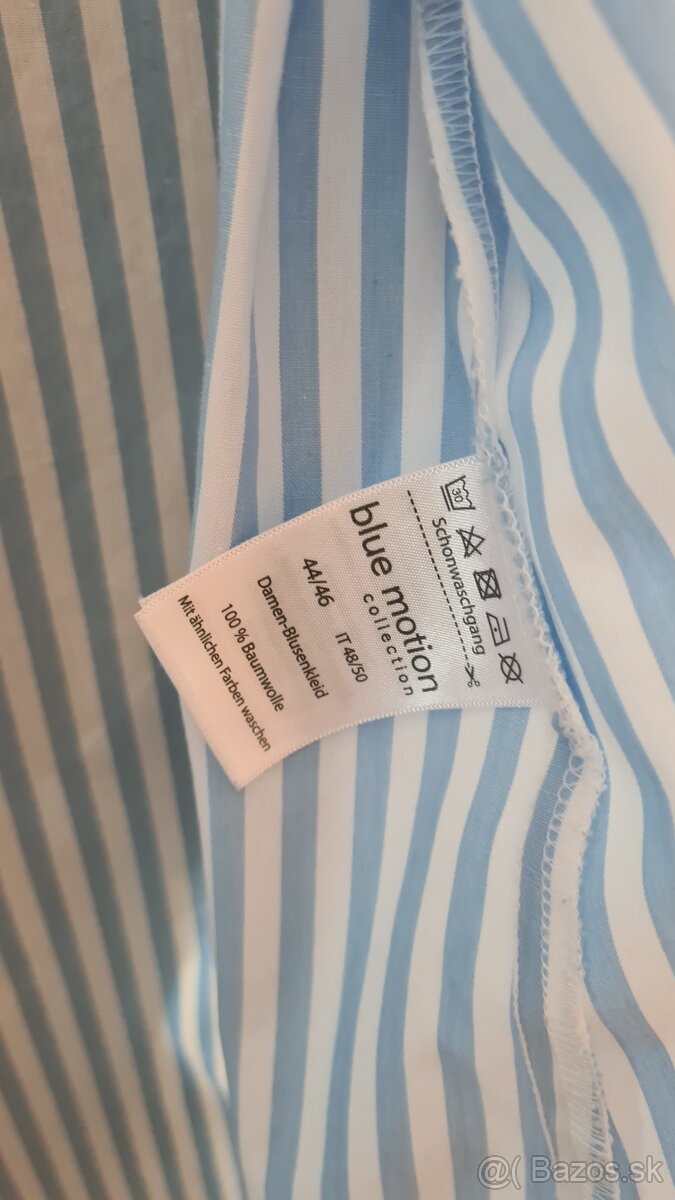 30
Schonwaschgang
blue motion
collection
44/46 IT 48/50
Damen-Blusenkleid
100 % Baumwolle
Mit ähnlichen Farben waschen
@( Bazos.sk